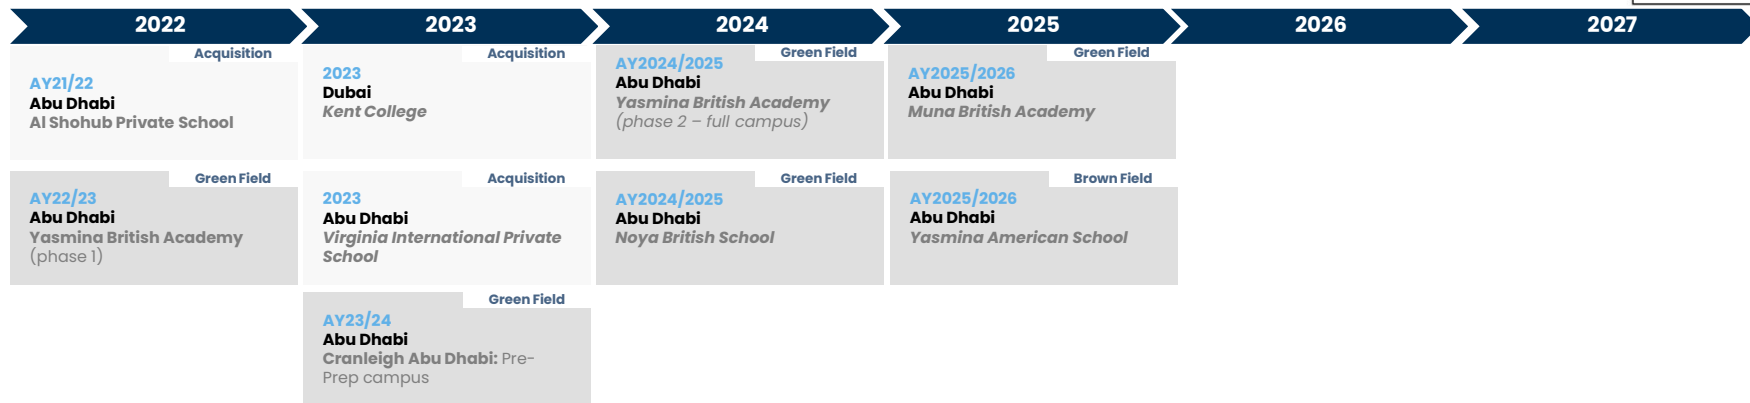 2022
2023
2024
2025
2026
2027
Acquisition
AY21/22
Abu Dhabi
Al Shohub Private School
Green Field
AY22/23
Abu Dhabi
Yasmina British Academy
(phase 1)
Acquisition
2023
Dubai
Kent College
Acquisition
2023
Abu Dhabi
Virginia International Private
School
Green Field
AY23/24
Abu Dhabi
Cranleigh Abu Dhabi: Pre-
Prep campus
Green Field
AY2024/2025
Abu Dhabi
Yasmina British Academy
(phase 2 – full campus)
Green Field
AY2024/2025
Abu Dhabi
Noya British School
Green Field
AY2025/2026
Abu Dhabi
Muna British Academy
Brown Field
AY2025/2026
Abu Dhabi
Yasmina American School